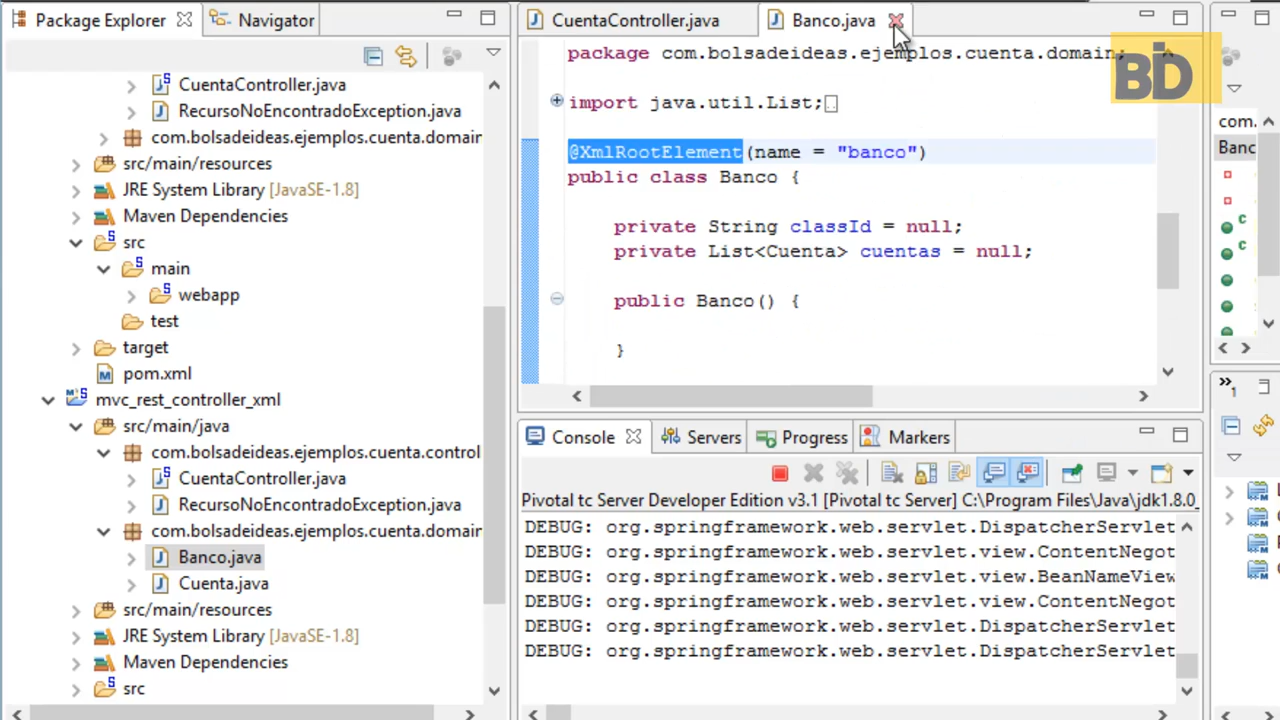 Package Explorer
Navigator
CuentaController.java
RecursoNoEncontradoException.java
com.bolsadeideas.ejemplos.cuenta.domain
src/main/resources
JRE System Library [JavaSE-1.8]
Maven Dependencies
src
main
webapp
test
target
pom.xml
mvc_rest_controller_xml
src/main/java
com.bolsadeideas.ejemplos.cuenta.control
CuentaController.java
RecursoNoEncontradoException.java
com.bolsadeideas.ejemplos.cuenta.domain
Banco.java
Cuenta.java
src/main/resources
JRE System Library [JavaSE-1.8]
Maven Dependencies
src
CuentaController.java
Banco.java
package com.bolsadeideas.ejemplos.cuenta.domain;
import java.util.List;
@XmlRootElement(name = "banco")
public class Banco {
private String classId = null;
private List<Cuenta> cuentas = null;
public Banco() {
}
BD
com.
Banc
Console
Servers
Progress
Markers
Pivotal tc Server Developer Edition v3.1 [Pivotal tc Server] C:\Program Files\Java\jdk1.8.0_
DEBUG: org.springframework.web.servlet.DispatcherServlet
DEBUG: org.springframework.web.servlet.view.ContentNegot
DEBUG: org.springframework.web.servlet.view.BeanNameView
DEBUG: org.springframework.web.servlet.view.ContentNegot
DEBUG: org.springframework.web.servlet.DispatcherServlet
DEBUG: org.springframework.web.servlet.DispatcherServlet